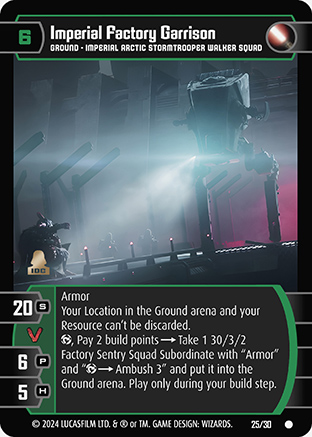 6
Imperial Factory Garrison
GROUND - IMPERIAL ARCTIC STORMTROOPER WALKER SQUAD
IDC
20 S
6 P
5 H
Armor
Your Location in the Ground arena and your
Resource can't be discarded.
, Pay 2 build points → Take 1 30/3/2
Factory Sentry Squad Subordinate with "Armor"
and " → Ambush 3" and put it into the
Ground arena. Play only during your build step.
© 2024 LUCASFILM LTD. & ® or TM. GAME DESIGN: WIZARDS.
25/30